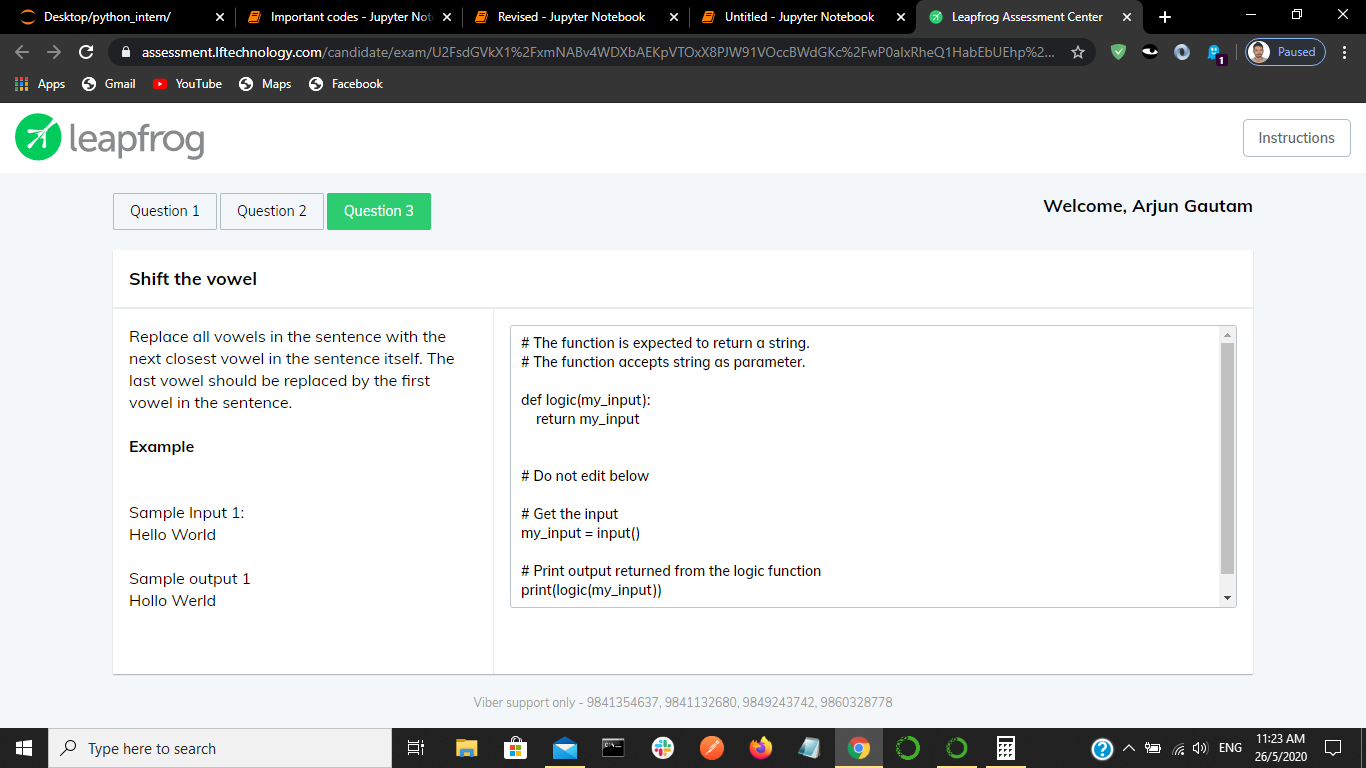 Desktop/python_intern/
Important codes - Jupyter Not
Revised - Jupyter Notebook
Untitled - Jupyter Notebook
Leapfrog Assessment Center
assessment.lftechnology.com/candidate/exam/
1
Paused
Apps
Gmail
YouTube
Maps
Facebook
leapfrog
Instructions
Question 1
Question 2
Question 3
Welcome, Arjun Gautam
Shift the vowel
Replace all vowels in the sentence with the
next closest vowel in the sentence itself. The
last vowel should be replaced by the first
vowel in the sentence.
Example
Sample Input 1:
Hello World
Sample output 1
Hollo Werld
# The function is expected to return a string.
# The function accepts string as parameter.
def logic(my_input):
return my_input
# Do not edit below
# Get the input
my_input = input()
# Print output returned from the logic function
print(logic(my_input))
Viber support only - 9841354637, 9841132680, 9849243742, 9860328778
Type here to search
ENG
11:23 AM
26/5/2020